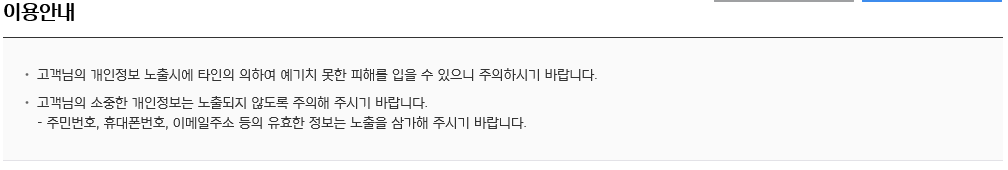 이용안내
· 고객님의 개인정보 노출시에 타인의 의하여 예기치 못한 피해를 입을 수 있으니 주의하시기 바랍니다.
· 고객님의 소중한 개인정보는 노출되지 않도록 주의해 주시기 바랍니다.
- 주민번호, 휴대폰번호, 이메일주소 등의 유효한 정보는 노출을 삼가해 주시기 바랍니다.